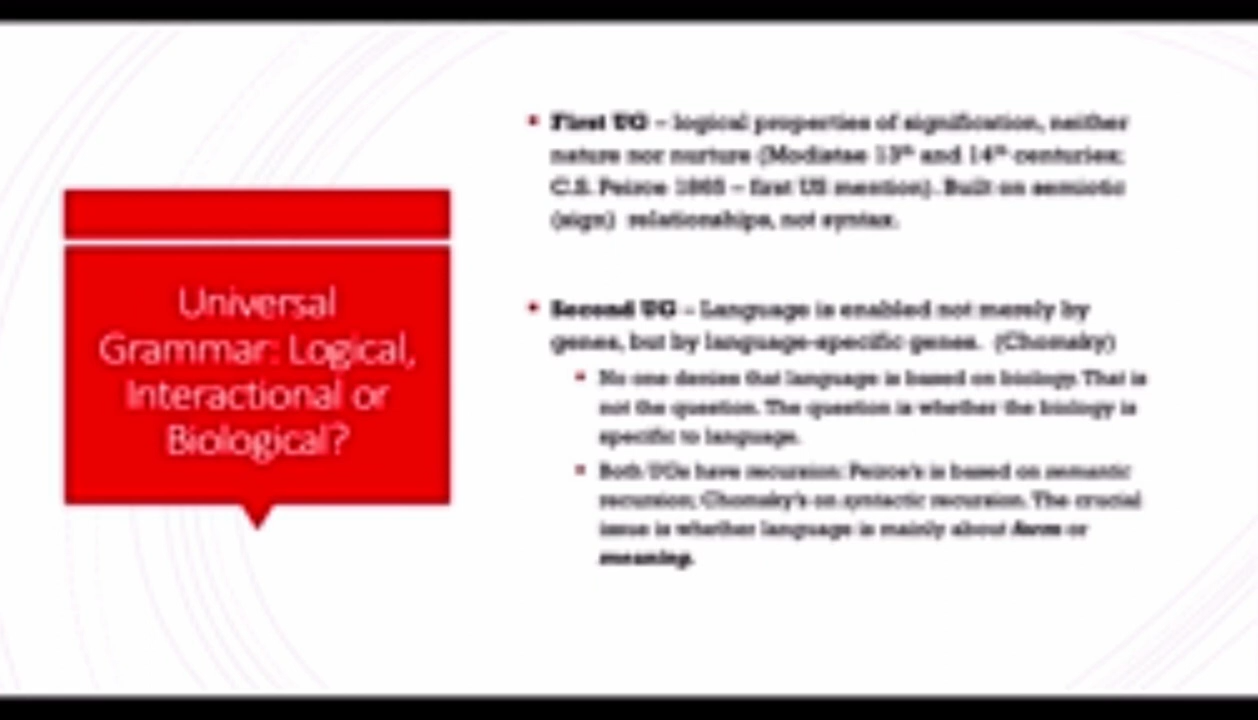 Universal
Grammar: Logical,
Interactional or
Biological?
• First UG – logical properties of signification, neither
nature nor nurture (Modistae 13th and 14th centuries;
C.S. Peirce 1865 – first US mention). Built on semiotic
(sign) relationships, not syntax.
• Second UG – Language is enabled not merely by
genes, but by language-specific genes. (Chomsky)
• No one denies that language is based on biology. That is
not the question. The question is whether the biology is
specific to language.
• Both UGs have recursion: Peirce's is based on semantic
recursion; Chomsky's on syntactic recursion. The crucial
issue is whether language is mainly about form or
meaning.